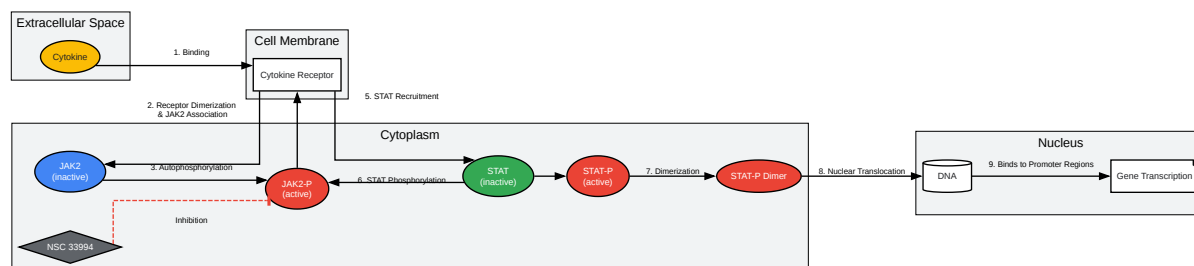 Extracellular Space
Cytokine
1. Binding
Cell Membrane
Cytokine Receptor
2. Receptor Dimerization
& JAK2 Association
5. STAT Recruitment
Cytoplasm
JAK2
(inactive)
3. Autophosphorylation
JAK2-P
(active)
6. STAT Phosphorylation
STAT
(inactive)
STAT-P
(active)
7. Dimerization
STAT-P Dimer
8. Nuclear Translocation
Nucleus
DNA
9. Binds to Promoter Regions
Gene Transcription
Inhibition
NSC 33994